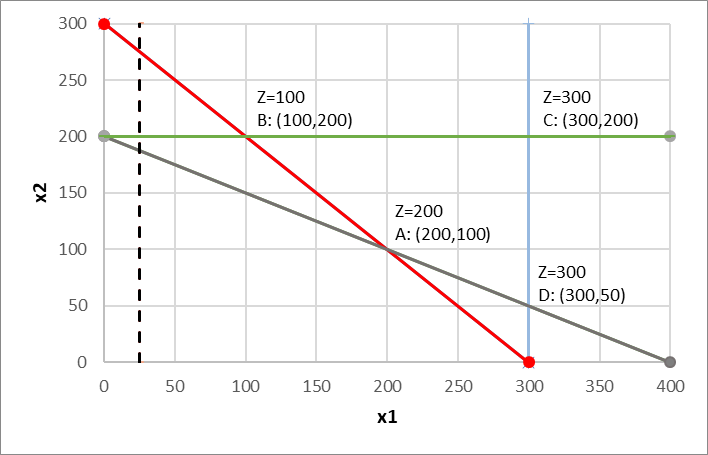 300
250
200
150
100
50
0
x2
Z=100
B: (100,200)
Z=300
C: (300,200)
Z=200
A: (200,100)
Z=300
D: (300,50)
0 50 100 150 200 250 300 350 400
x1